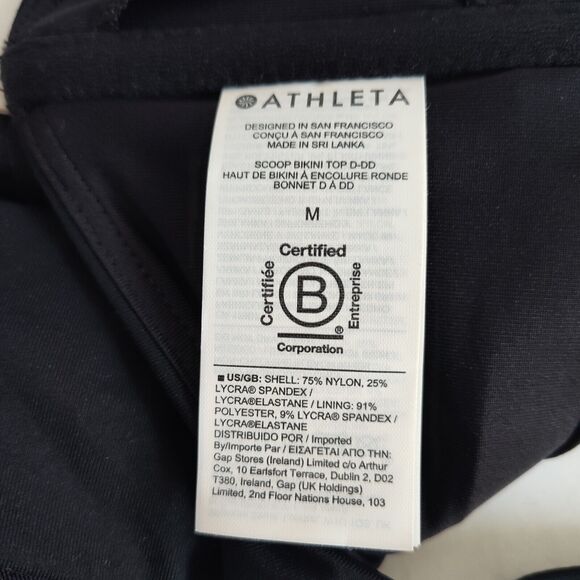 ATHLETA
DESIGNED IN SAN FRANCISCO
CONÇU À SAN FRANCISCO
MADE IN SRI LANKA
SCOOP BIKINI TOP D-DD
HAUT DE BIKINI À ENCOLURE RONDE
BONNET D À DD
M
Certified
Certifiée
B
Entreprise
®
Corporation
■ US/GB: SHELL: 75% NYLON, 25%
LYCRA® SPANDEX /
LYCRA®ELASTANE / LINING: 91%
POLYESTER, 9% LYCRA® SPANDEX /
LYCRA®ELASTANE
DISTRIBUIDO POR / Imported
By/Importe Par / ΕΙΣΑΓΕΤΑΙ ΑΠΟ ΤΗΝ:
Gap Stores (Ireland) Limited c/o Arthur
Cox, 10 Earlsfort Terrace, Dublin 2, D02
T380, Ireland, Gap (UK Holdings)
Limited, 2nd Floor Nations House, 103